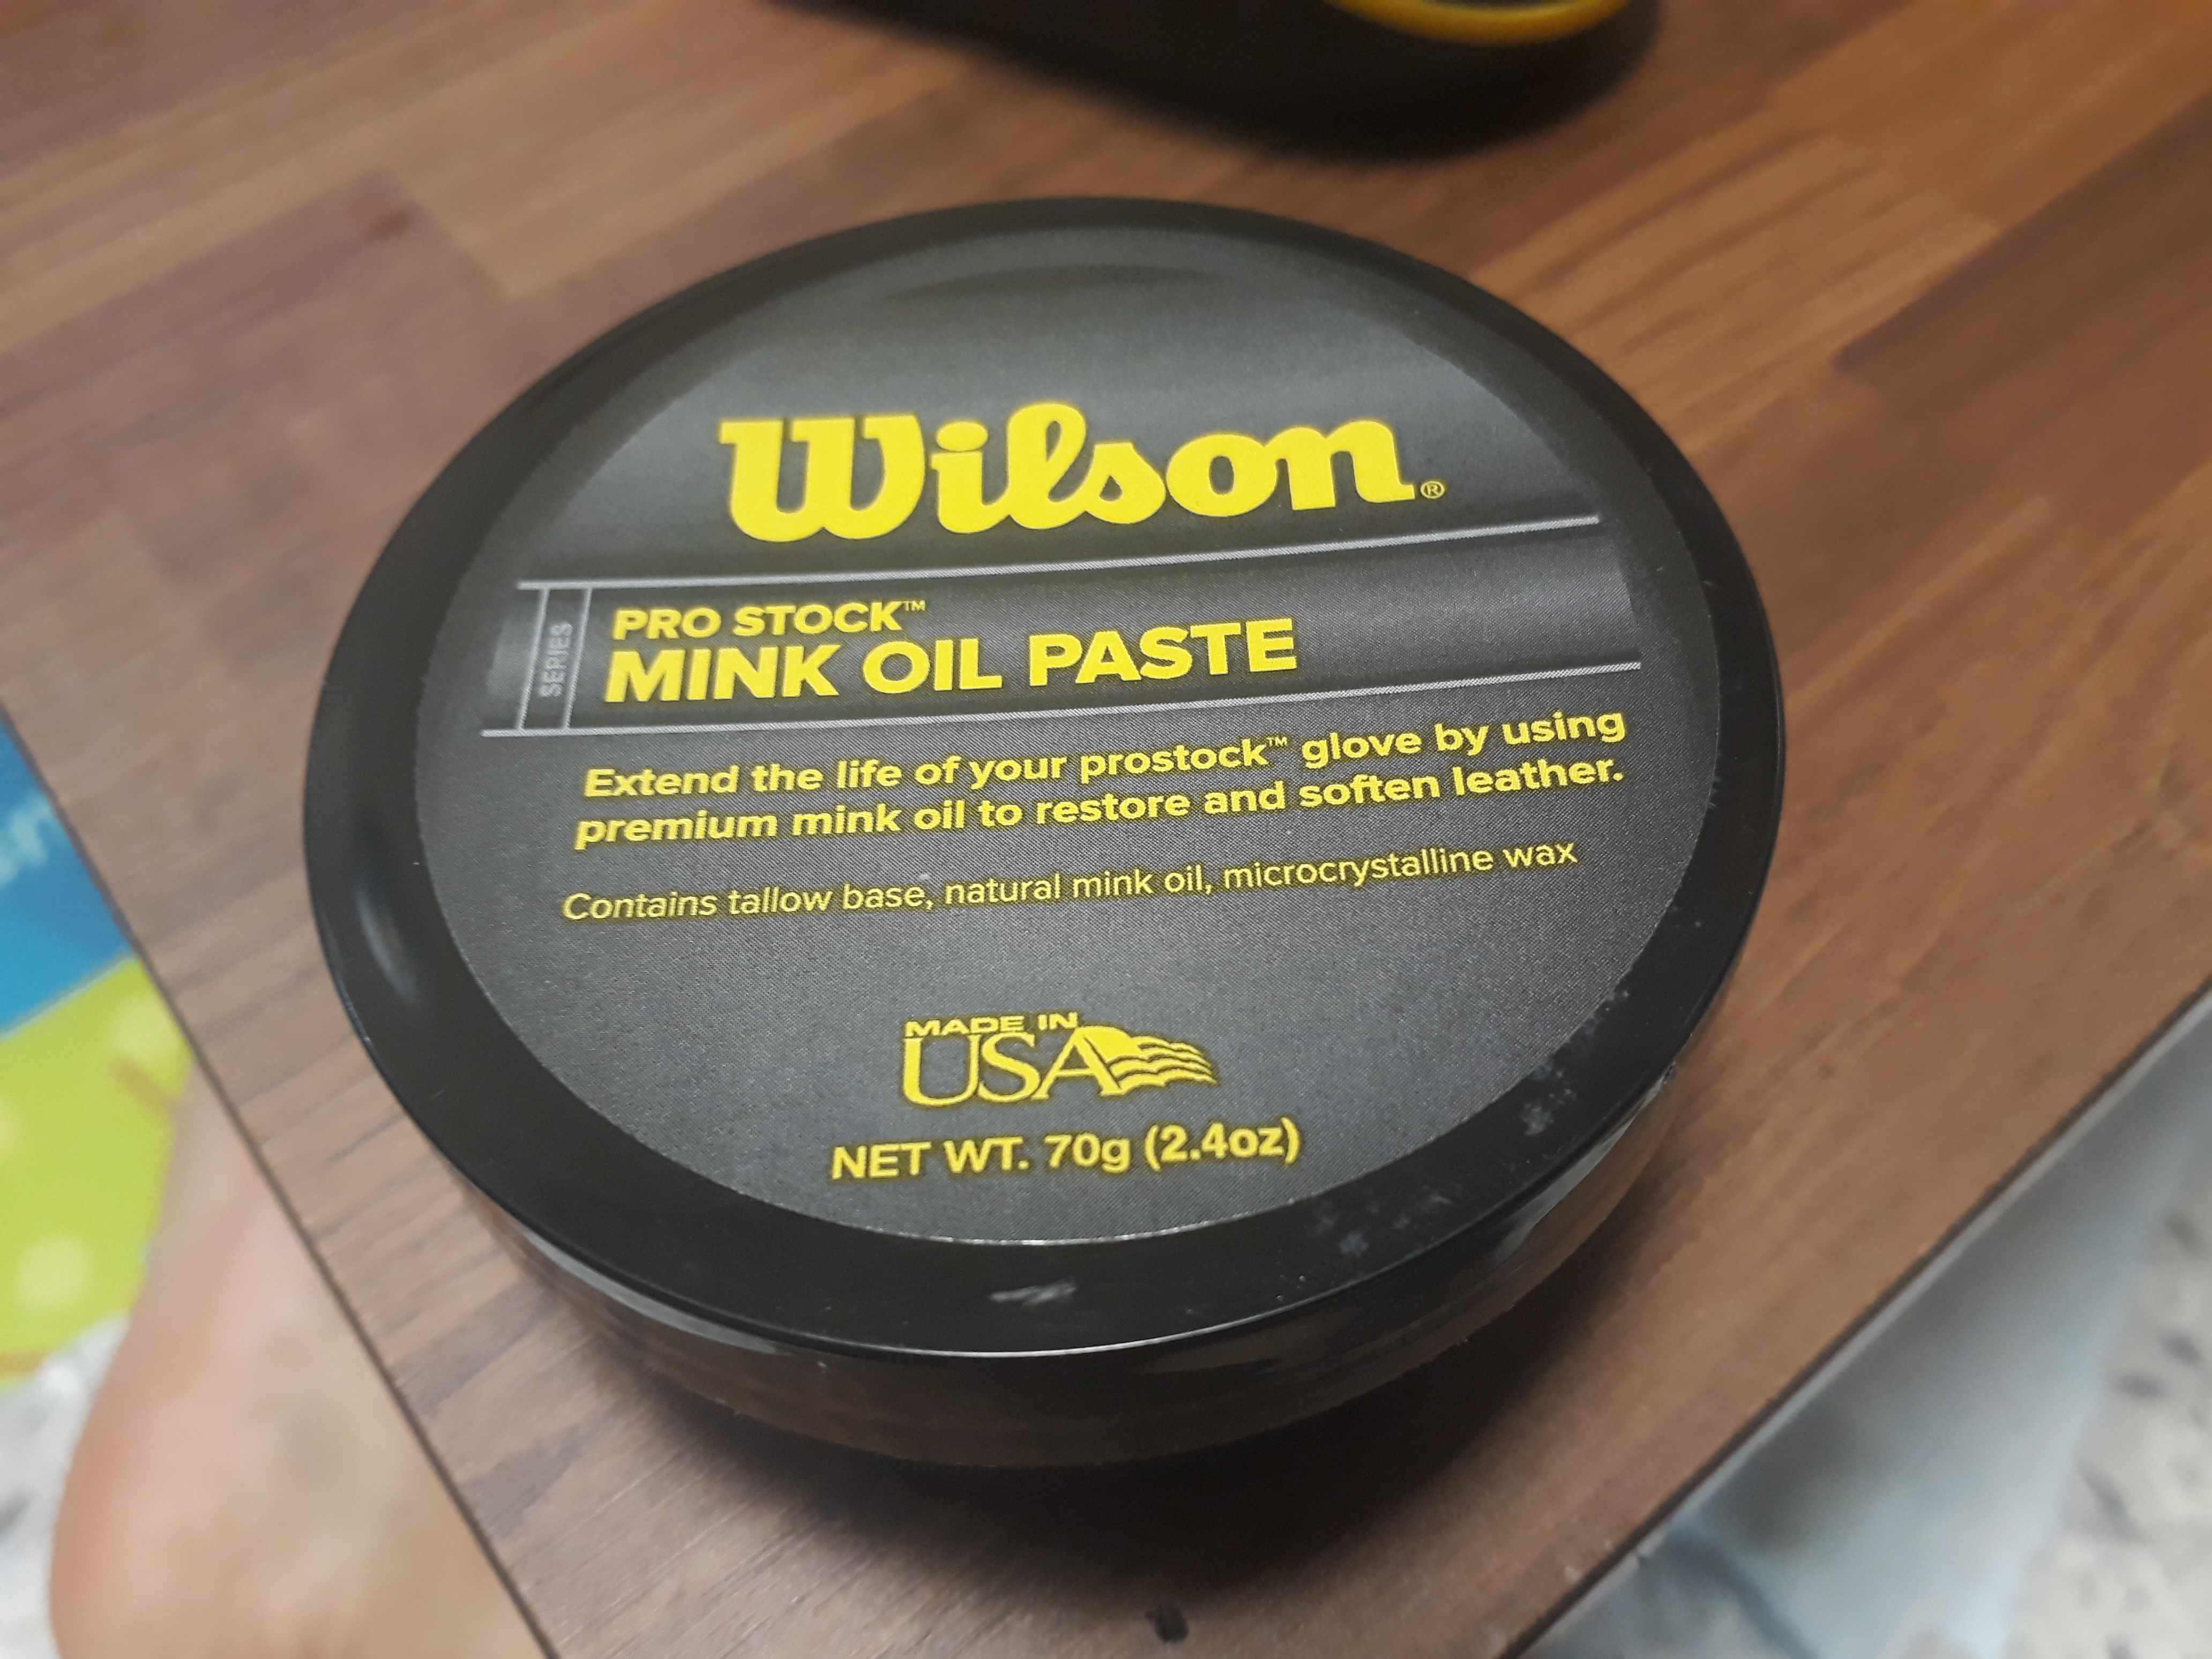 Wilson®
SERIES
PRO STOCK™
MINK OIL PASTE
Extend the life of your prostock™ glove by using
premium mink oil to restore and soften leather.
Contains tallow base, natural mink oil, microcrystalline wax
MADE IN
USA
NET WT. 70g (2.4oz)